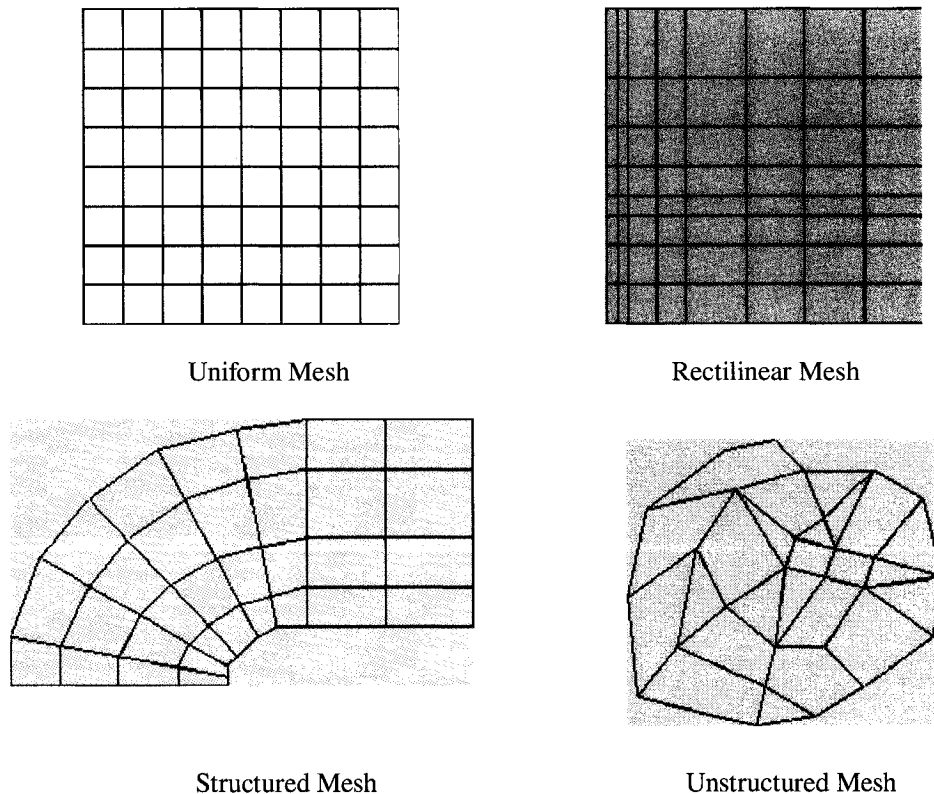 Uniform Mesh
Rectilinear Mesh
Structured Mesh
Unstructured Mesh